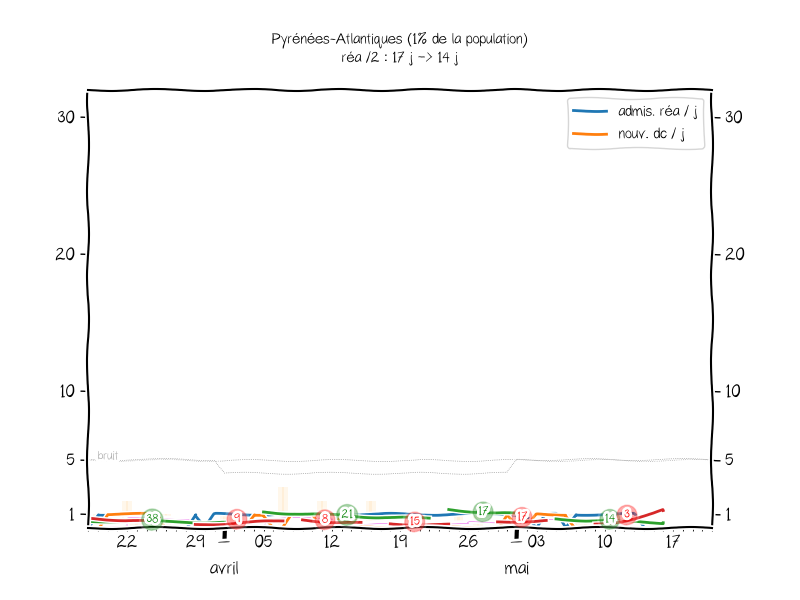 Pyrénées-Atlantiques (1% de la population)
réa /2 : 17 j -> 14 j
admis. réa / j
nouv. dc / j
30 30
20 20
10 10
5 bruit 5
1 38 9 8 21 15 17 17 14 3 1
22 29 1 05 12 19 26 1 03 10 17
avril mai